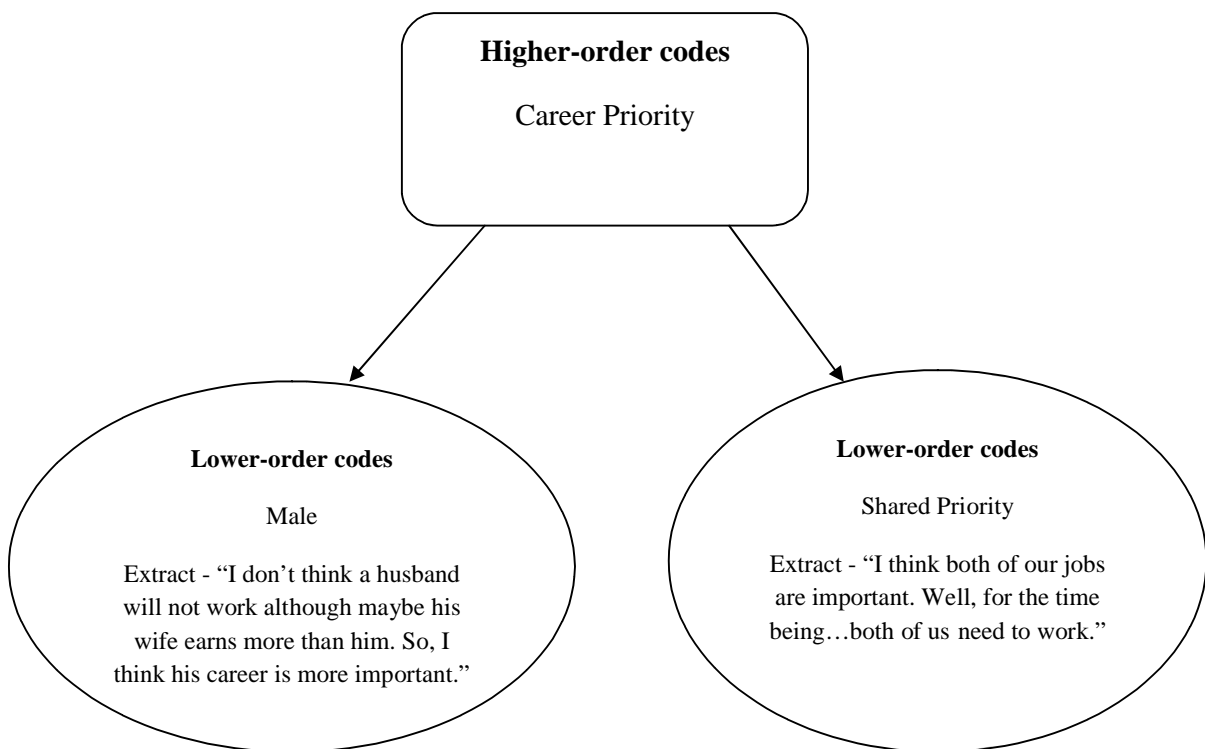 Higher-order codes
Career Priority
Lower-order codes
Male
Extract - “I don’t think a husband
will not work although maybe his
wife earns more than him. So, I
think his career is more important.”
Lower-order codes
Shared Priority
Extract - “I think both of our jobs
are important. Well, for the time
being…both of us need to work.”